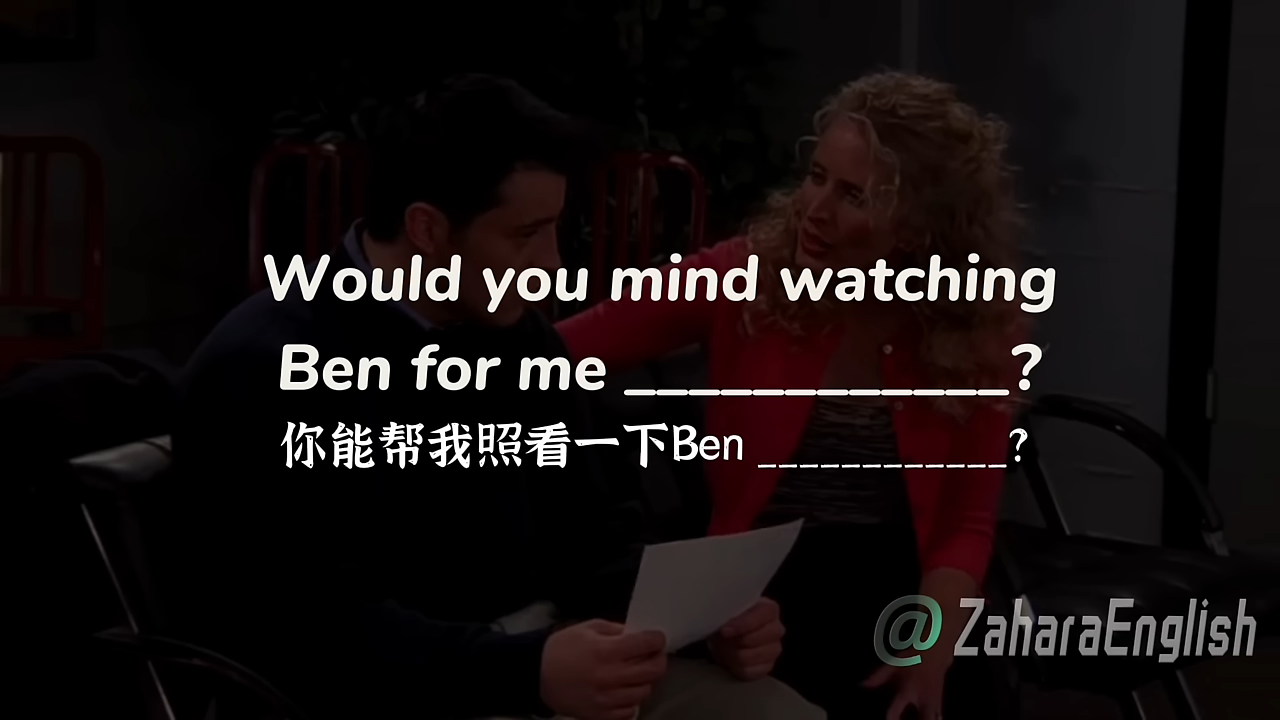 Would you mind watching
Ben for me ____________?
你能帮我照看一下Ben ____________?
@ZaharaEnglish